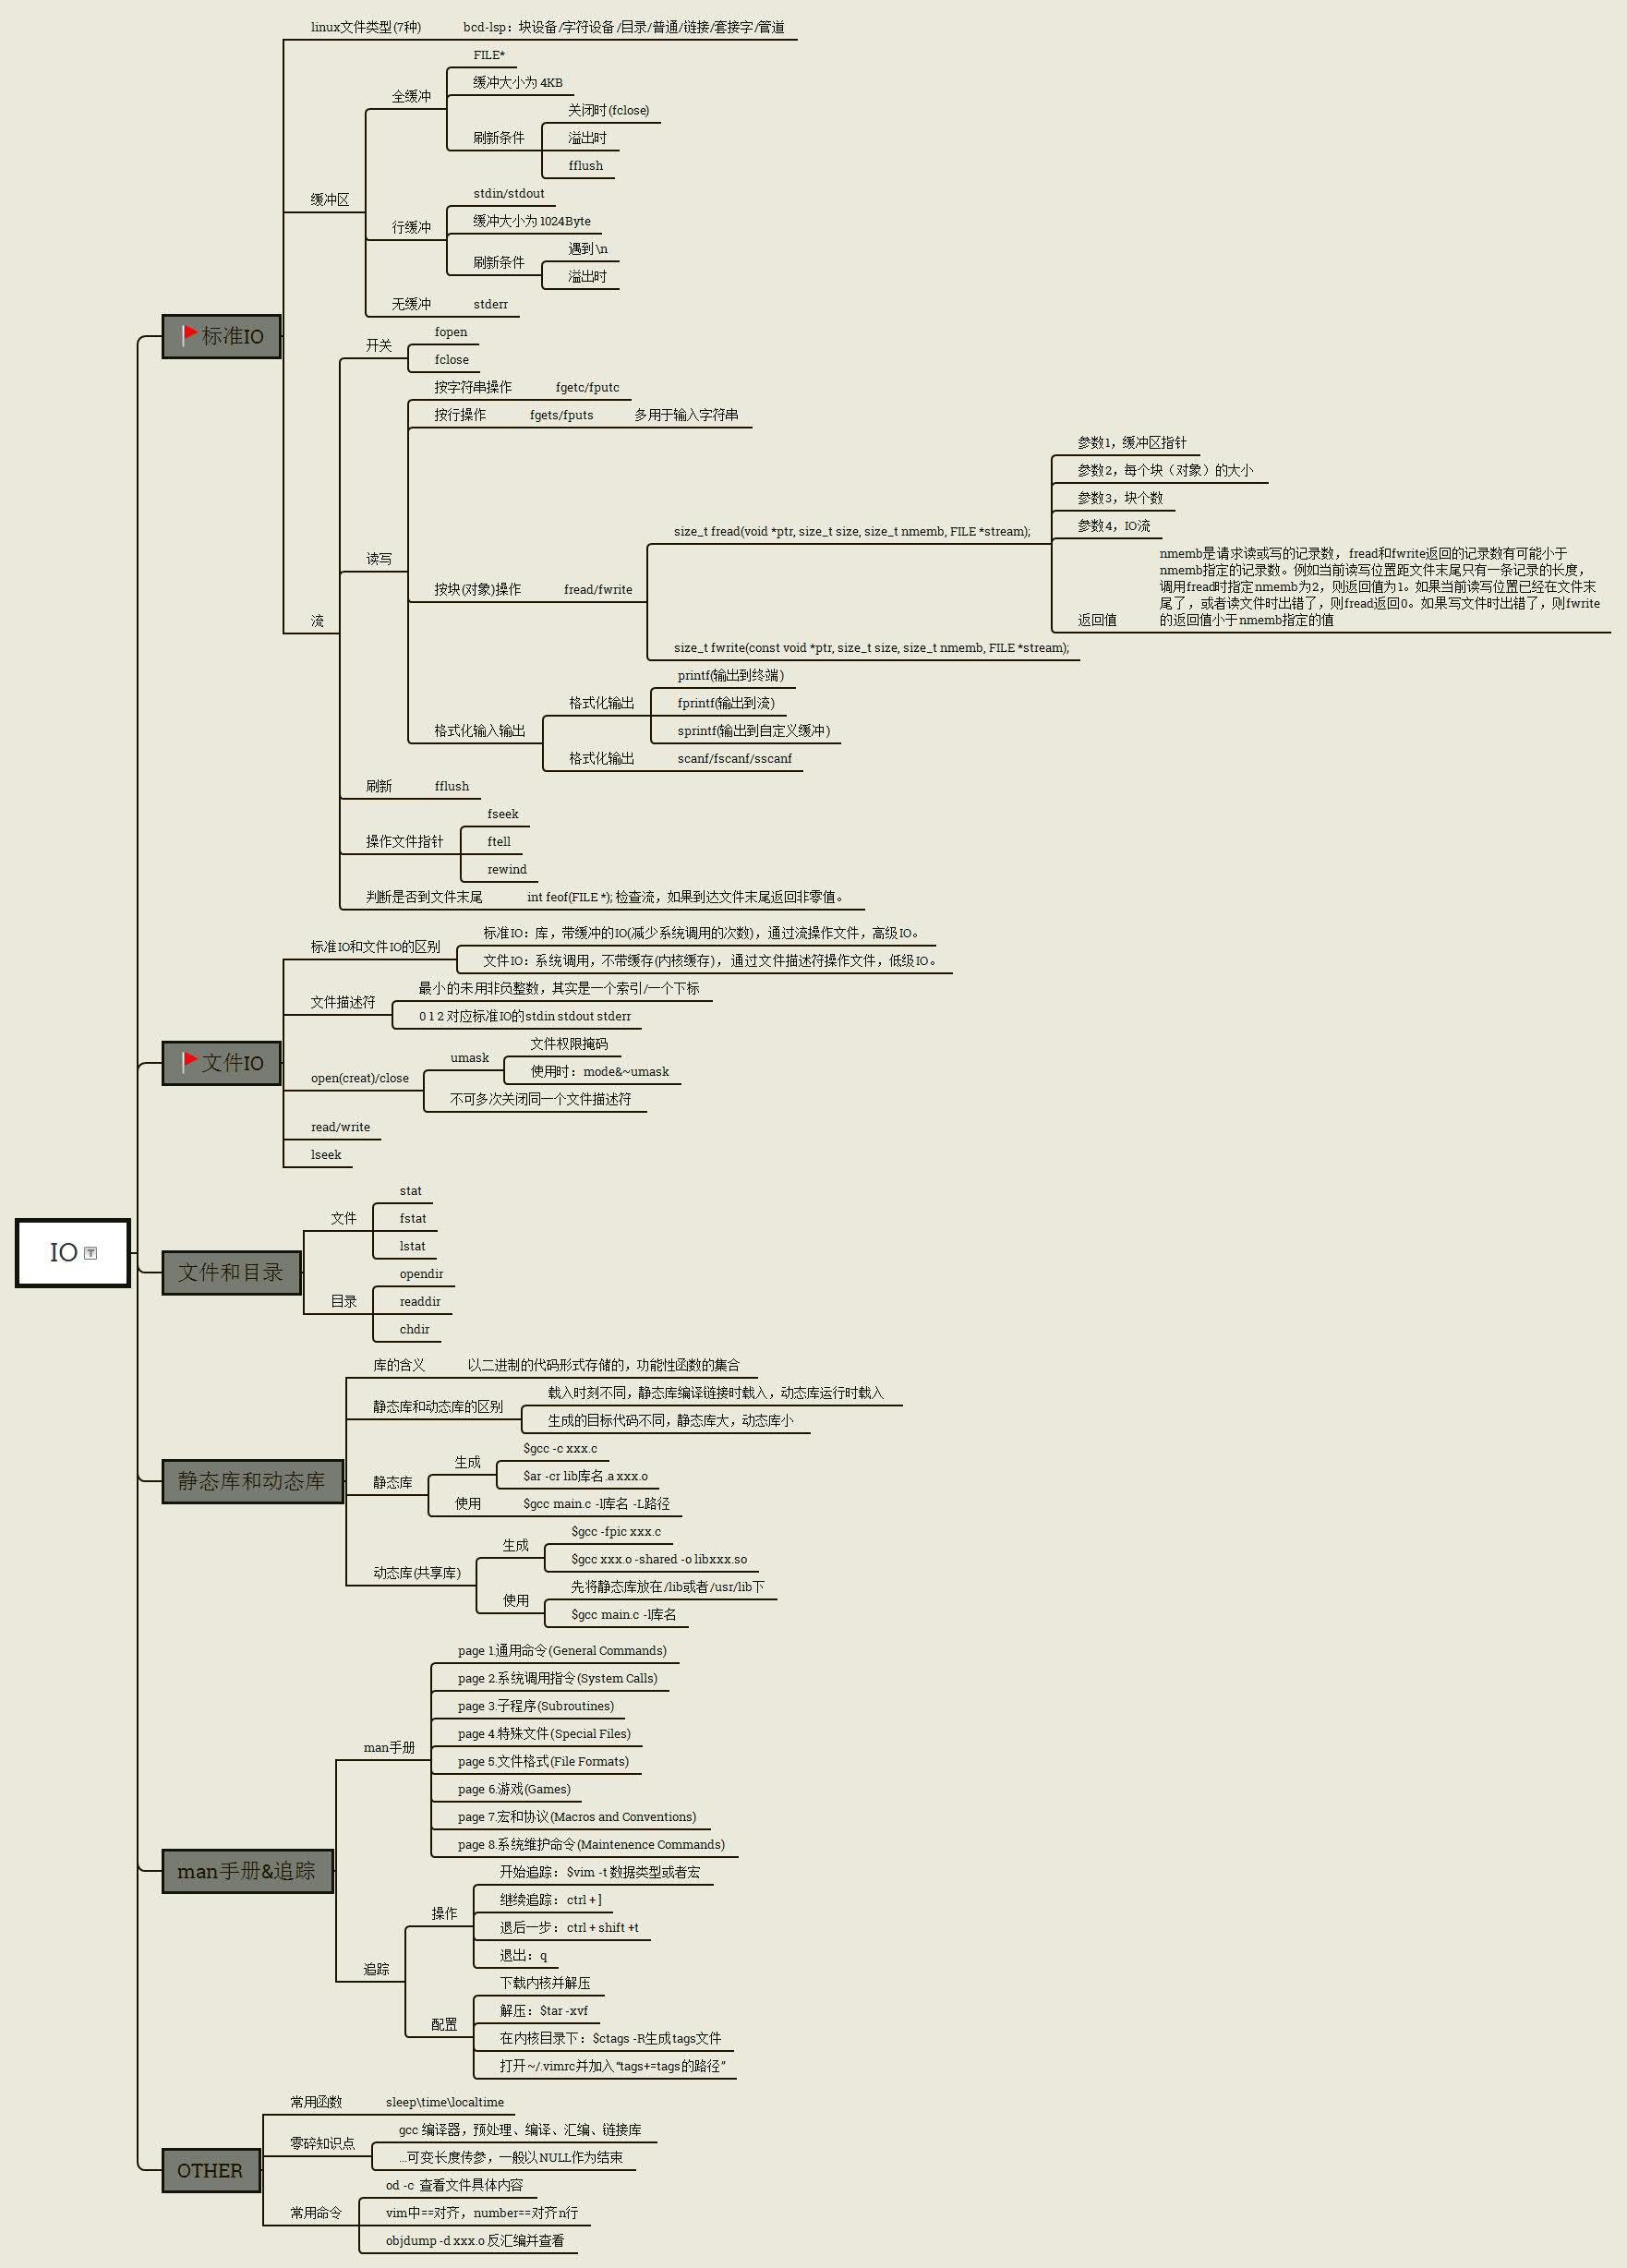 linux文件类型(7种)
bcd-lsp：块设备/字符设备/目录/普通/链接/套接字/管道
FILE*
缓冲大小为4KB
全缓冲
关闭时(fclose)
刷新条件
溢出时
fflush
stdin/stdout
缓冲区
缓冲大小为1024Byte
行缓冲
遇到\n
刷新条件
溢出时
无缓冲
stderr
标准IO
fopen
开关
fclose
按字符串操作
fgetc/fputc
按行操作
fgets/fputs
多用于输入字符串
参数1，缓冲区指针
参数2，每个块（对象）的大小
参数3，块个数
参数4，IO流
size_t fread(void *ptr, size_t size, size_t nmemb, FILE *stream);
nmemb是请求读或写的记录数，fread和fwrite返回的记录数有可能小于
nmemb指定的记录数。例如当前读写位置距文件末尾只有一条记录的长度，
调用fread时指定nmemb为2，则返回值为1。如果当前读写位置已经在文件末
尾了，或者读文件时出错了，则fread返回0。如果写文件时出错了，则fwrite
的返回值小于nmemb指定的值
返回值
读写
按块(对象)操作
fread/fwrite
流
size_t fwrite(const void *ptr, size_t size, size_t nmemb, FILE *stream);
printf(输出到终端)
格式化输出
fprintf(输出到流)
sprintf(输出到自定义缓冲)
格式化输入输出
格式化输出
scanf/fscanf/sscanf
刷新
fflush
fseek
操作文件指针
ftell
rewind
判断是否到文件末尾
int feof(FILE *); 检查流，如果到达文件末尾返回非零值。
标准IO：库，带缓冲的IO(减少系统调用的次数)，通过流操作文件，高级IO。
标准IO和文件IO的区别
文件IO：系统调用，不带缓存(内核缓存)，通过文件描述符操作文件，低级IO。
最小的未用非负整数，其实是一个索引/一个下标
文件描述符
0 1 2 对应标准IO的stdin stdout stderr
文件IO
文件权限掩码
umask
使用时：mode&~umask
open(creat)/close
不可多次关闭同一个文件描述符
read/write
lseek
stat
文件
fstat
lstat
IO
文件和目录
opendir
目录
readdir
chdir
库的含义
以二进制的代码形式存储的，功能性函数的集合
载入时刻不同，静态库编译链接时载入，动态库运行时载入
静态库和动态库的区别
生成的目标代码不同，静态库大，动态库小
静态库和动态库
$gcc -c xxx.c
生成
$ar -cr lib库名.a xxx.o
静态库
使用
$gcc main.c -l库名 -L路径
$gcc -fpic xxx.c
生成
$gcc xxx.o -shared -o libxxx.so
动态库(共享库)
先将静态库放在/lib或者/usr/lib下
使用
$gcc main.c -l库名
page 1.通用命令(General Commands)
page 2.系统调用指令(System Calls)
page 3.子程序(Subroutines)
page 4.特殊文件(Special Files)
man手册
page 5.文件格式(File Formats)
page 6.游戏(Games)
page 7.宏和协议(Macros and Conventions)
page 8.系统维护命令(Maintenence Commands)
man手册&追踪
开始追踪：$vim -t 数据类型或者宏
继续追踪：ctrl + ]
操作
退后一步：ctrl + shift +t
退出：q
追踪
下载内核并解压
解压：$tar -xvf
配置
在内核目录下：$ctags -R生成tags文件
打开~/.vimrc并加入“tags+=tags的路径”
常用函数
sleep\time\localtime
gcc 编译器，预处理、编译、汇编、链接库
零碎知识点
...可变长度传参，一般以NULL作为结束
OTHER
od -c 查看文件具体内容
常用命令
vim中==对齐，number==对齐n行
objdump -d xxx.o 反汇编并查看